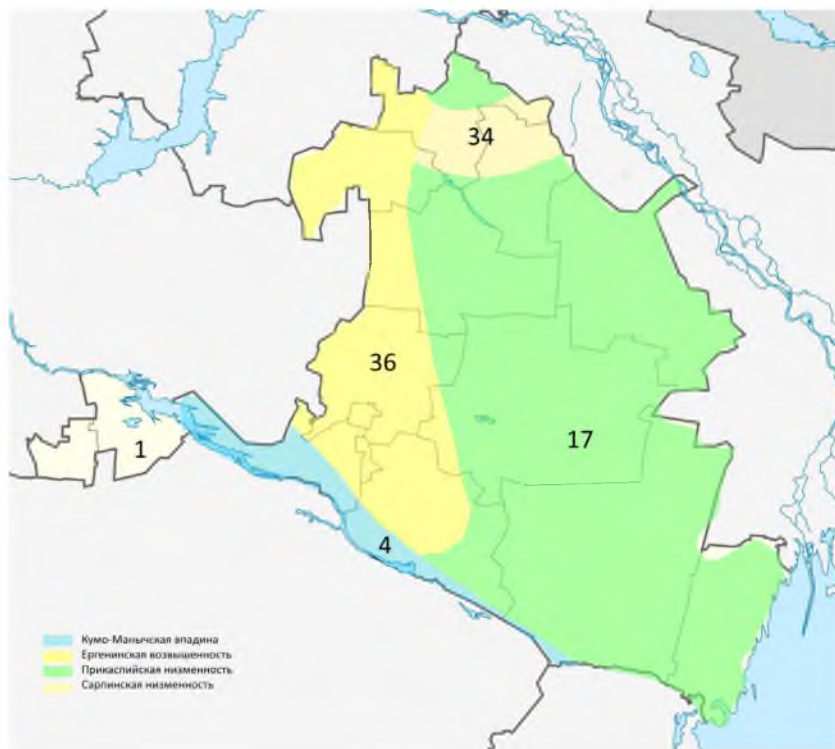 34
36
17
1
4
Кумо-Манычская впадина
Ергенинская возвышенность
Прикаспийская низменность
Сарпинская низменность